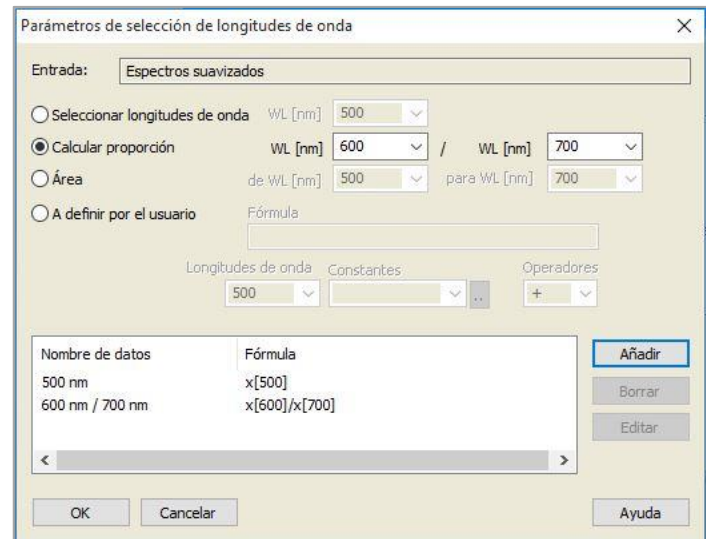 Parámetros de selección de longitudes de onda
Entrada: Espectros suavizados
Seleccionar longitudes de onda WL [nm] 500
Calcular proporción WL [nm] 600 / WL [nm] 700
Área de WL [nm] 500 para WL [nm] 700
A definir por el usuario Fórmula
Longitudes de onda Constantes Operadores
500 .. +
Nombre de datos Fórmula Añadir
500 nm x[500]
Borrar
600 nm / 700 nm x[600]/x[700]
Editar
OK Cancelar Ayuda